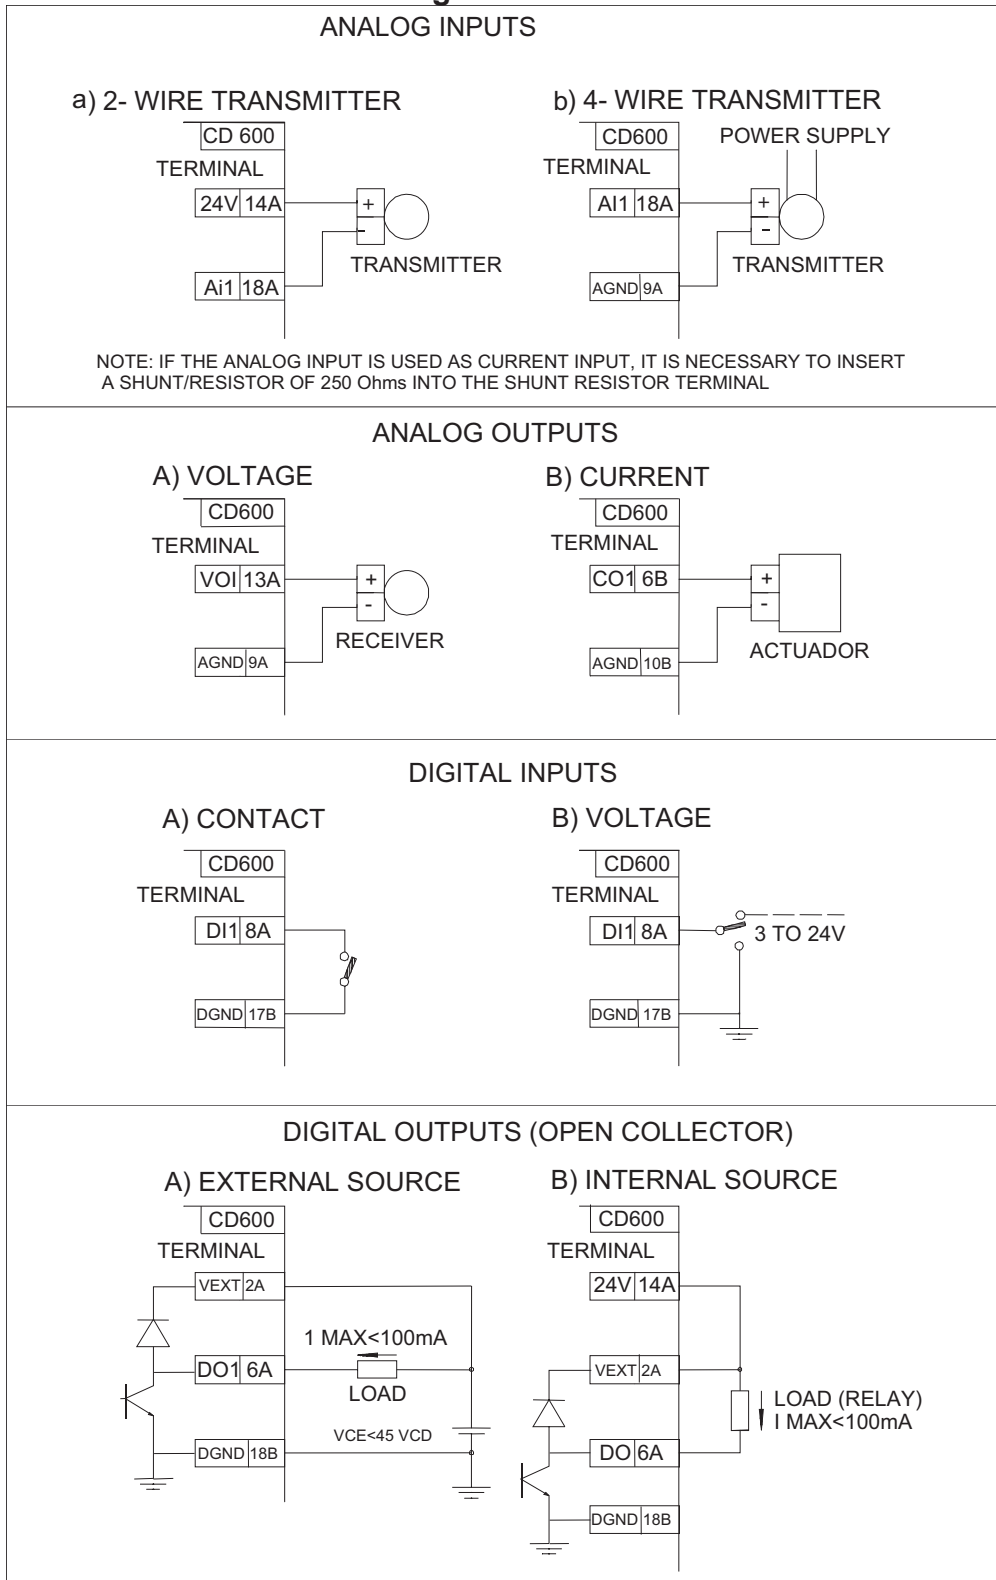 ANALOG INPUTS
a) 2- WIRE TRANSMITTER
CD 600
TERMINAL
24V 14A
+
-
TRANSMITTER
Ai1 18A
b) 4- WIRE TRANSMITTER
CD600
POWER SUPPLY
TERMINAL
AI1 18A
+
-
TRANSMITTER
AGND 9A
NOTE: IF THE ANALOG INPUT IS USED AS CURRENT INPUT, IT IS NECESSARY TO INSERT
A SHUNT/RESISTOR OF 250 Ohms INTO THE SHUNT RESISTOR TERMINAL
ANALOG OUTPUTS
A) VOLTAGE
CD600
TERMINAL
VOI 13A
+
-
RECEIVER
AGND 9A
B) CURRENT
CD600
TERMINAL
CO1 6B
+
-
ACTUADOR
AGND 10B
DIGITAL INPUTS
A) CONTACT
CD600
TERMINAL
DI1 8A
DGND 17B
B) VOLTAGE
CD600
TERMINAL
DI1 8A
3 TO 24V
DGND 17B
DIGITAL OUTPUTS (OPEN COLLECTOR)
A) EXTERNAL SOURCE
CD600
TERMINAL
VEXT 2A
1 MAX<100mA
DO1 6A
LOAD
VCE<45 VCD
DGND 18B
B) INTERNAL SOURCE
CD600
TERMINAL
24V 14A
VEXT 2A
LOAD (RELAY)
I MAX<100mA
DO 6A
DGND 18B